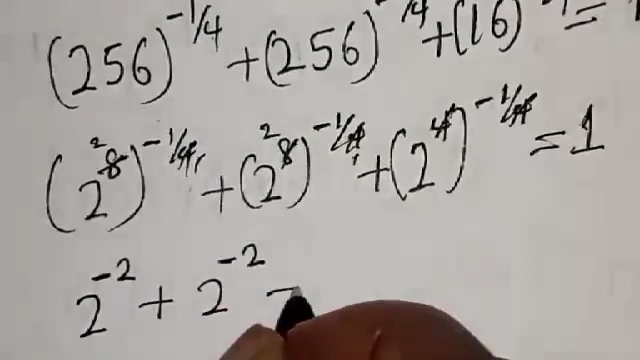 (256)^{-1/4} + (256)^{-1/4} + (16)^{-1/4} =
(2^8)^{-1/4} + (2^8)^{-1/4} + (2^4)^{-1/4} = 1
2^{-2} + 2^{-2}